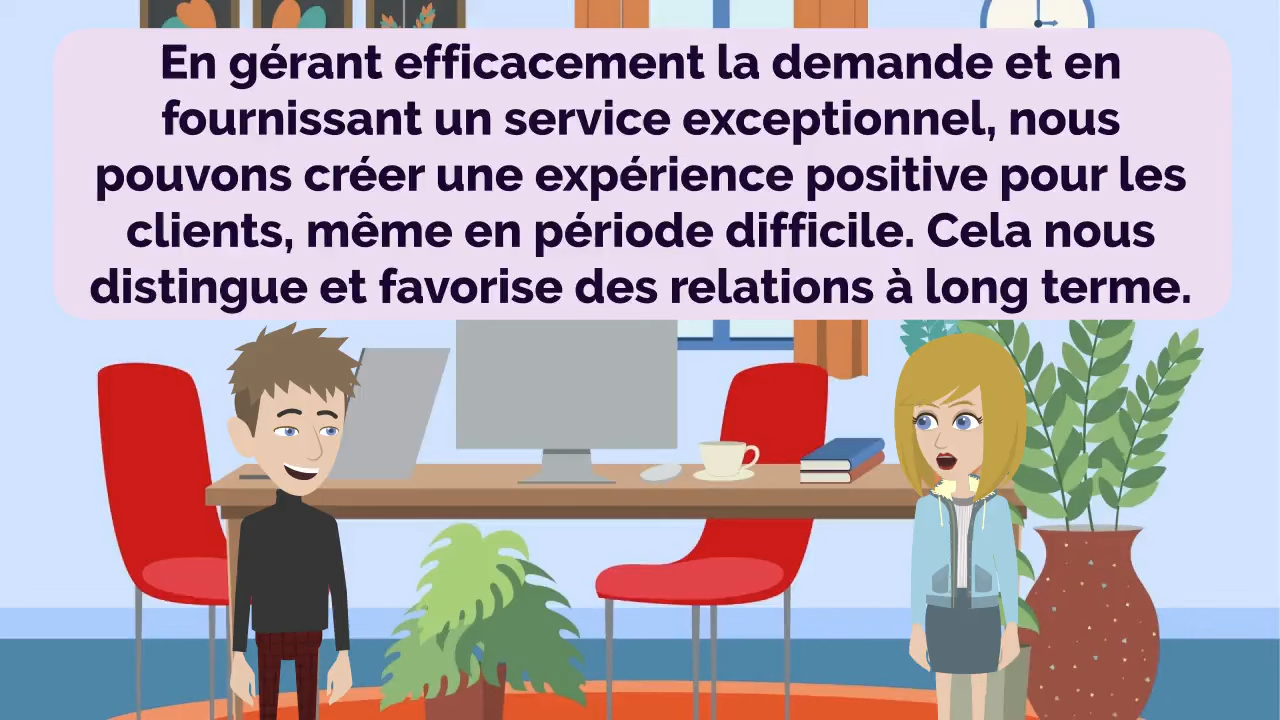 En gérant efficacement la demande et en
fournissant un service exceptionnel, nous
pouvons créer une expérience positive pour les
clients, même en période difficile. Cela nous
distingue et favorise des relations à long terme.